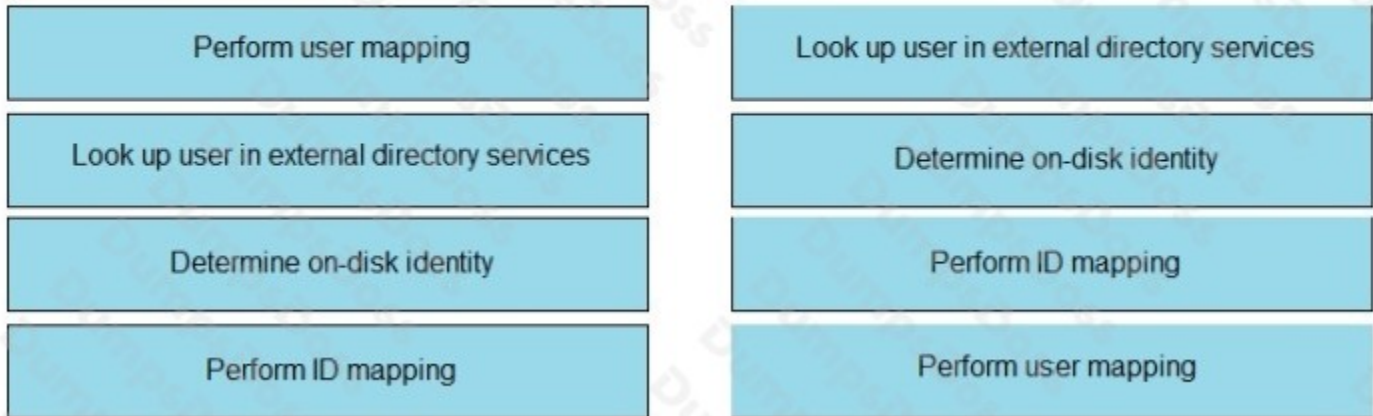 Perform user mapping
Look up user in external directory services
Determine on-disk identity
Perform ID mapping
Look up user in external directory services
Determine on-disk identity
Perform ID mapping
Perform user mapping